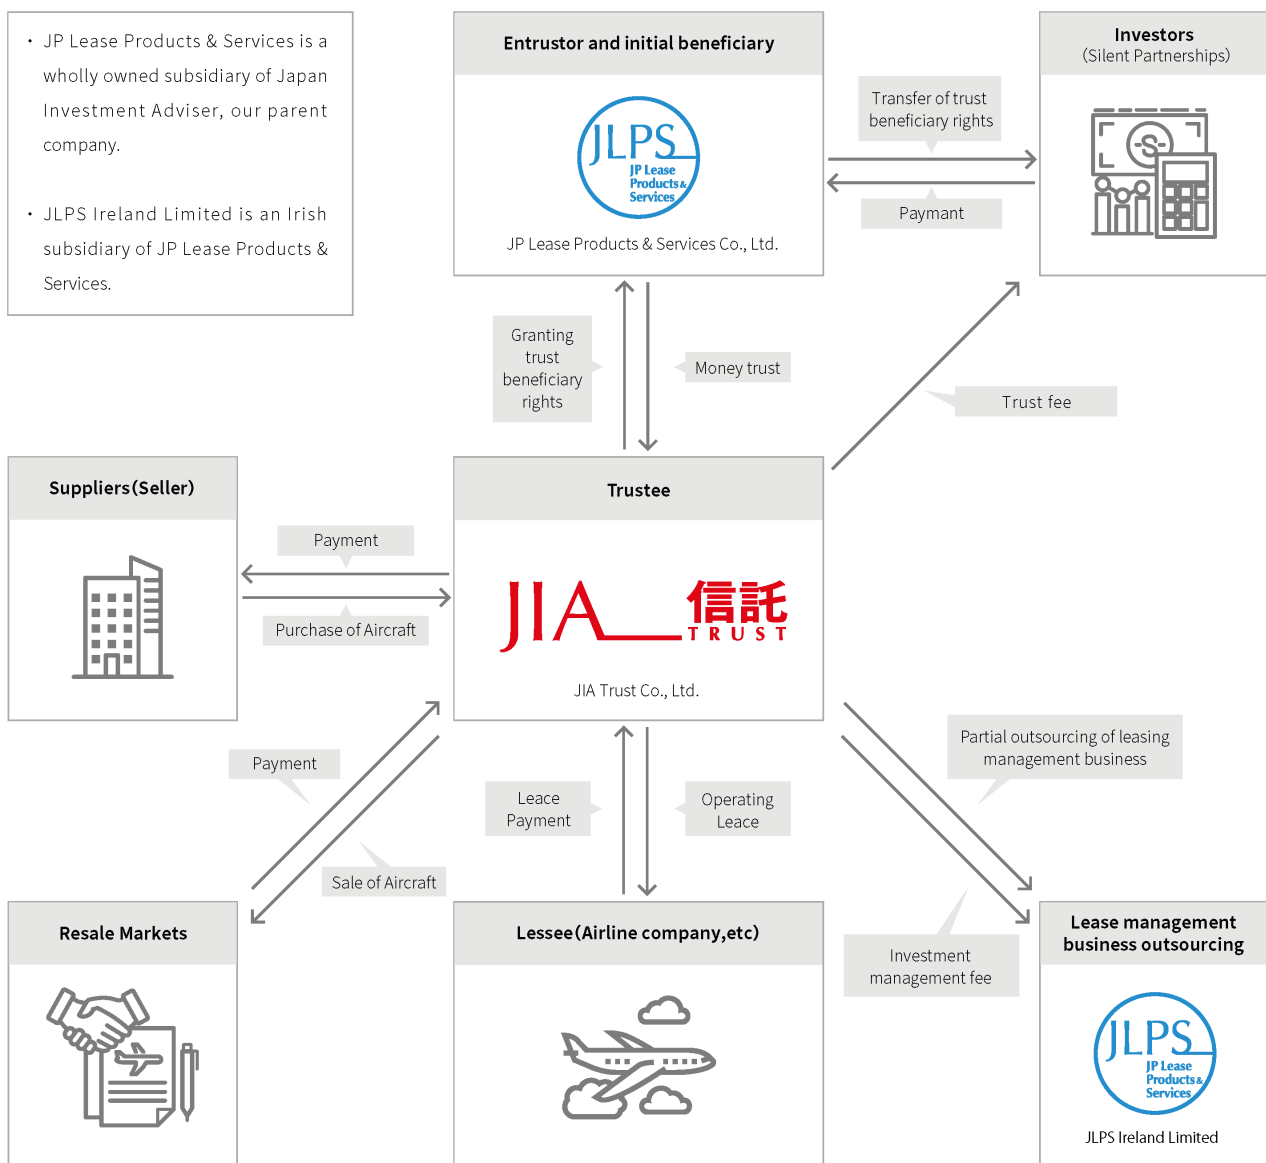 ・ JP Lease Products & Services is a
wholly owned subsidiary of Japan
Investment Adviser, our parent
company.
・ JLPS Ireland Limited is an Irish
subsidiary of JP Lease Products &
Services.
Entrustor and initial beneficiary
JLPS
JP Lease
Products&
Services
JP Lease Products & Services Co., Ltd.
Transfer of trust
beneficiary rights
Paymant
Investors
(Silent Partnerships)
-S-
Granting
trust
beneficiary
rights
Money trust
Trust fee
Suppliers(Seller)
Payment
Purchase of Aircraft
Trustee
JIA 信託
TRUST
JIA Trust Co., Ltd.
Payment
Sale of Aircraft
Leace
Payment
Operating
Leace
Partial outsourcing of leasing
management business
Investment
management fee
Resale Markets
Lessee(Airline company,etc)
Lease management
business outsourcing
JLPS
JP Lease
Products&
Services
JLPS Ireland Limited